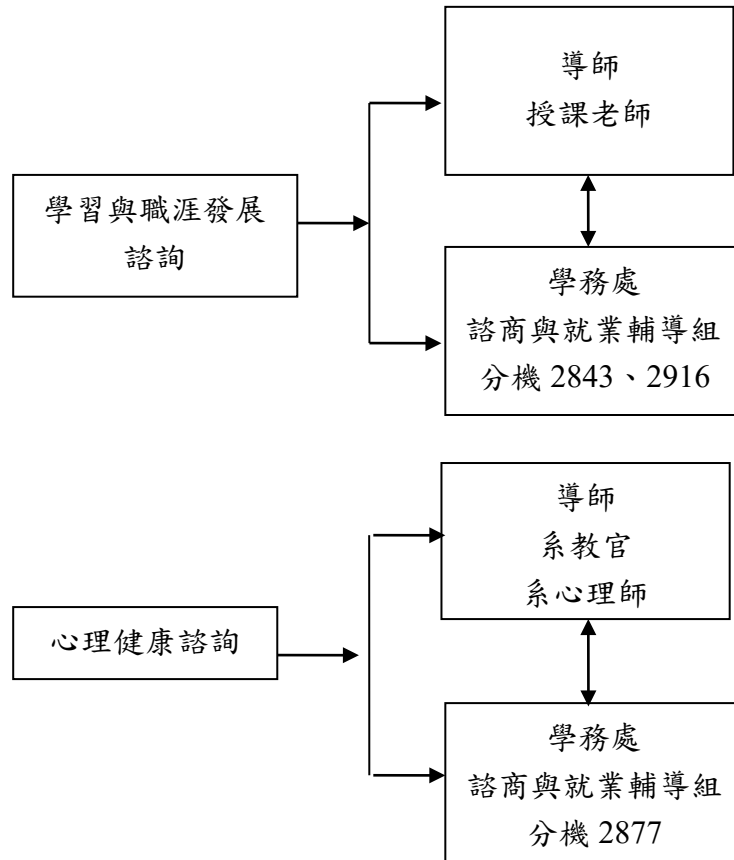 導師
授課老師
學習與職涯發展
諮詢
學務處
諮商與就業輔導組
分機 2843、2916
導師
系教官
系心理師
心理健康諮詢
學務處
諮商與就業輔導組
分機 2877